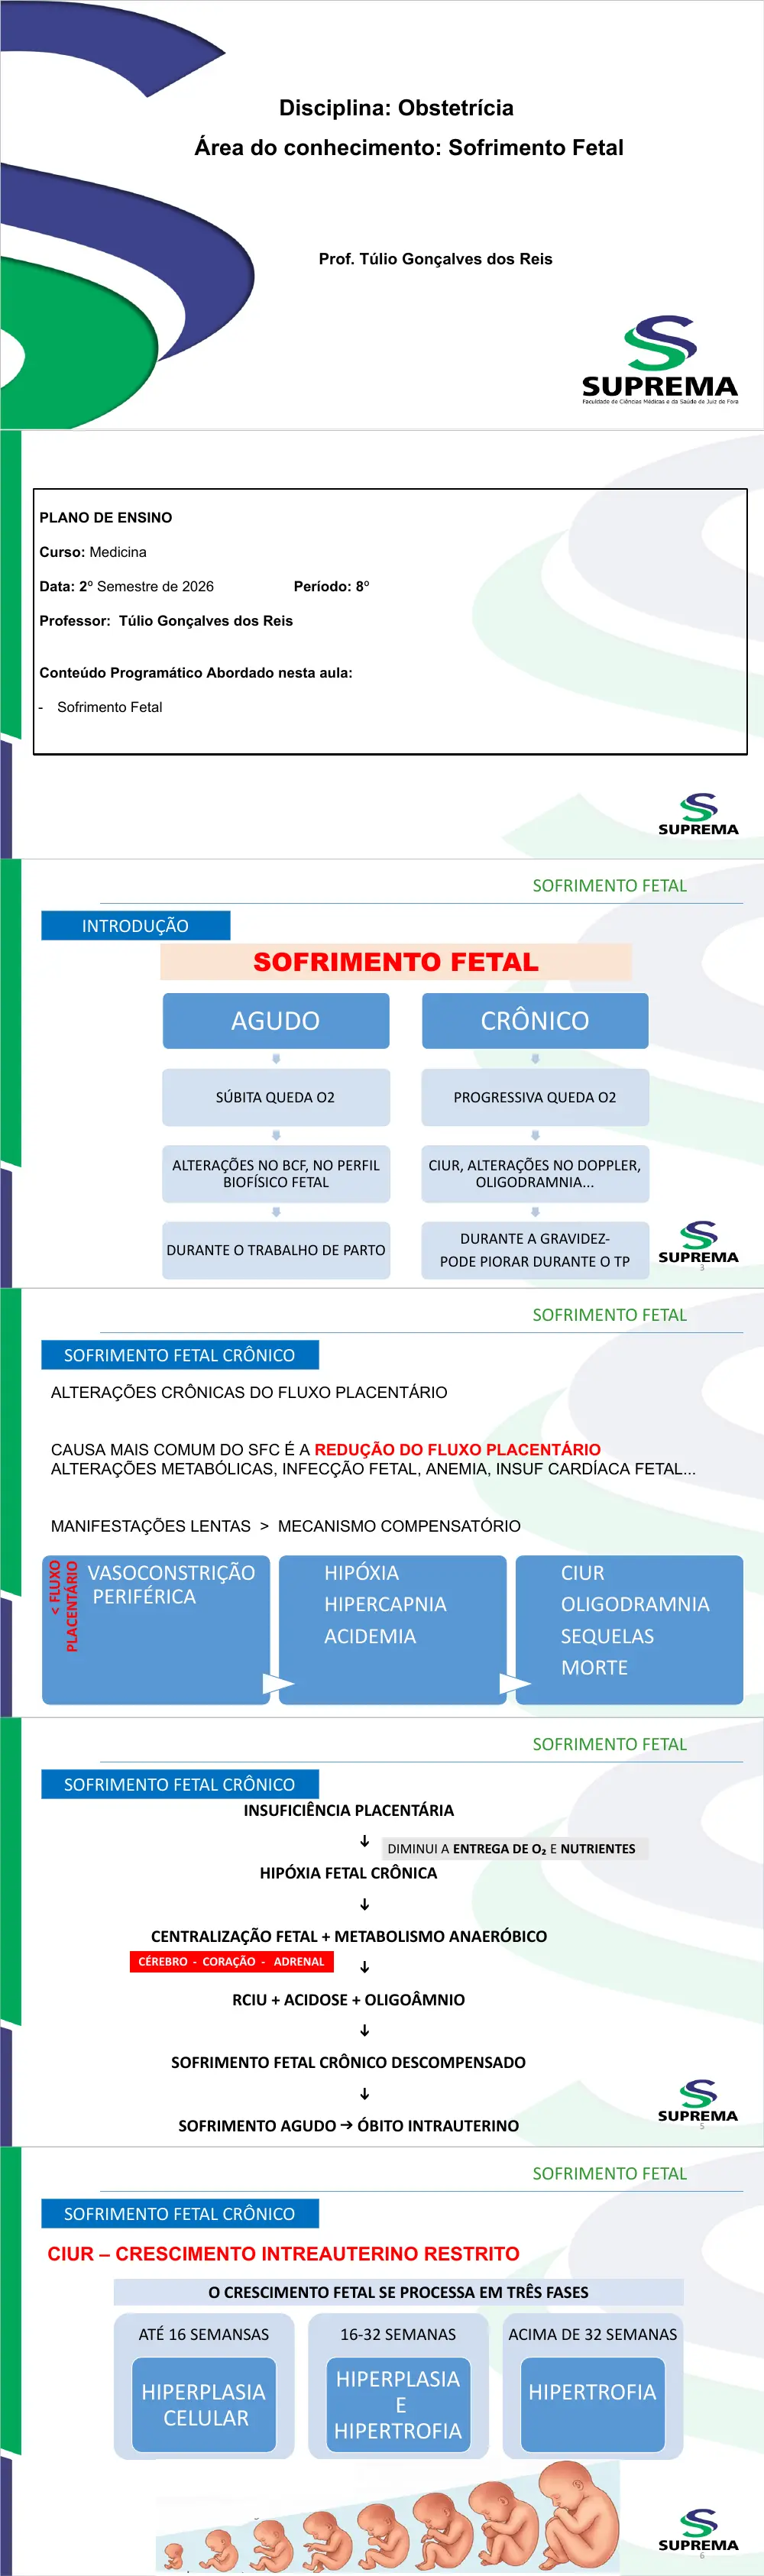 Disciplina: Obstetrícia
Área do conhecimento: Sofrimento Fetal
Prof. Túlio Gonçalves dos Reis
SUPREMA
Faculdade de Ciências Médicas e da Saúde de Juiz de Fora
PLANO DE ENSINO
Curso: Medicina
Data: 2º Semestre de 2026 Período: 8º
Professor: Túlio Gonçalves dos Reis
Conteúdo Programático Abordado nesta aula:
- Sofrimento Fetal
SUPREMA
SOFRIMENTO FETAL
INTRODUÇÃO
SOFRIMENTO FETAL
AGUDO
SÚBITA QUEDA O2
ALTERAÇÕES NO BCF, NO PERFIL
BIOFÍSICO FETAL
DURANTE O TRABALHO DE PARTO
CRÔNICO
PROGRESSIVA QUEDA O2
CIUR, ALTERAÇÕES NO DOPPLER,
OLIGODRAMNIA...
DURANTE A GRAVIDEZ-
PODE PIORAR DURANTE O TP
SUPREMA
3
SOFRIMENTO FETAL
SOFRIMENTO FETAL CRÔNICO
ALTERAÇÕES CRÔNICAS DO FLUXO PLACENTÁRIO
CAUSA MAIS COMUM DO SFC É A REDUÇÃO DO FLUXO PLACENTÁRIO
ALTERAÇÕES METABÓLICAS, INFECÇÃO FETAL, ANEMIA, INSUF CARDÍACA FETAL...
MANIFESTAÇÕES LENTAS > MECANISMO COMPENSATÓRIO
< FLUXO
PLACENTÁRIO
VASOCONSTRIÇÃO
PERIFÉRICA
HIPÓXIA
HIPERCAPNIA
ACIDEMIA
CIUR
OLIGODRAMNIA
SEQUELAS
MORTE
SOFRIMENTO FETAL
SOFRIMENTO FETAL CRÔNICO
INSUFICIÊNCIA PLACENTÁRIA
↓
DIMINUI A ENTREGA DE O₂ E NUTRIENTES
HIPÓXIA FETAL CRÔNICA
↓
CENTRALIZAÇÃO FETAL + METABOLISMO ANAERÓBICO
CÉREBRO - CORAÇÃO - ADRENAL
↓
RCIU + ACIDOSE + OLIGOÂMNIO
↓
SOFRIMENTO FETAL CRÔNICO DESCOMPENSADO
↓
SOFRIMENTO AGUDO → ÓBITO INTRAUTERINO
SUPREMA
5
SOFRIMENTO FETAL
SOFRIMENTO FETAL CRÔNICO
CIUR – CRESCIMENTO INTREAUTERINO RESTRITO
O CRESCIMENTO FETAL SE PROCESSA EM TRÊS FASES
ATÉ 16 SEMANSAS
HIPERPLASIA
CELULAR
16-32 SEMANAS
HIPERPLASIA
E
HIPERTROFIA
ACIMA DE 32 SEMANAS
HIPERTROFIA
SUPREMA
6